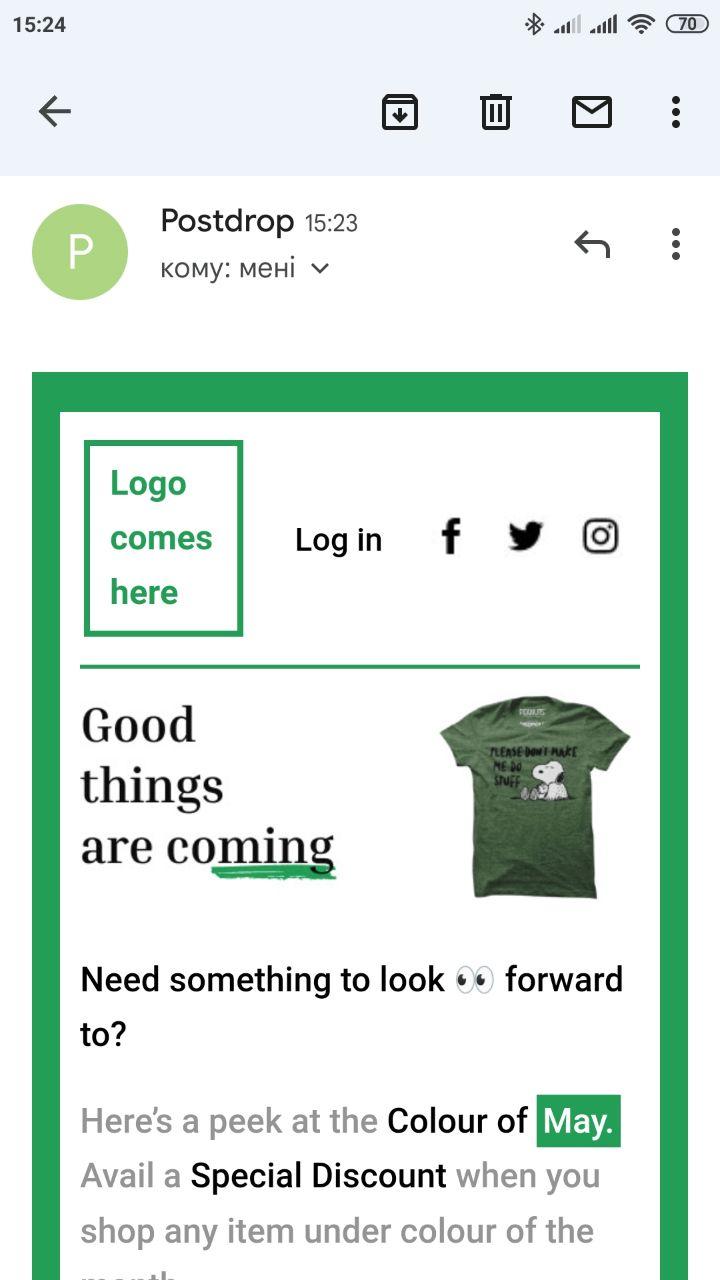 15:24
70
P
Postdrop 15:23
кому: мені
Logo
comes
here
Log in
Good
things
are coming
PEANUTS
PLEASE DON'T MAKE
ME DO
STUFF
Need something to look 👀 forward
to?
Here’s a peek at the Colour of May.
Avail a Special Discount when you
shop any item under colour of the
month